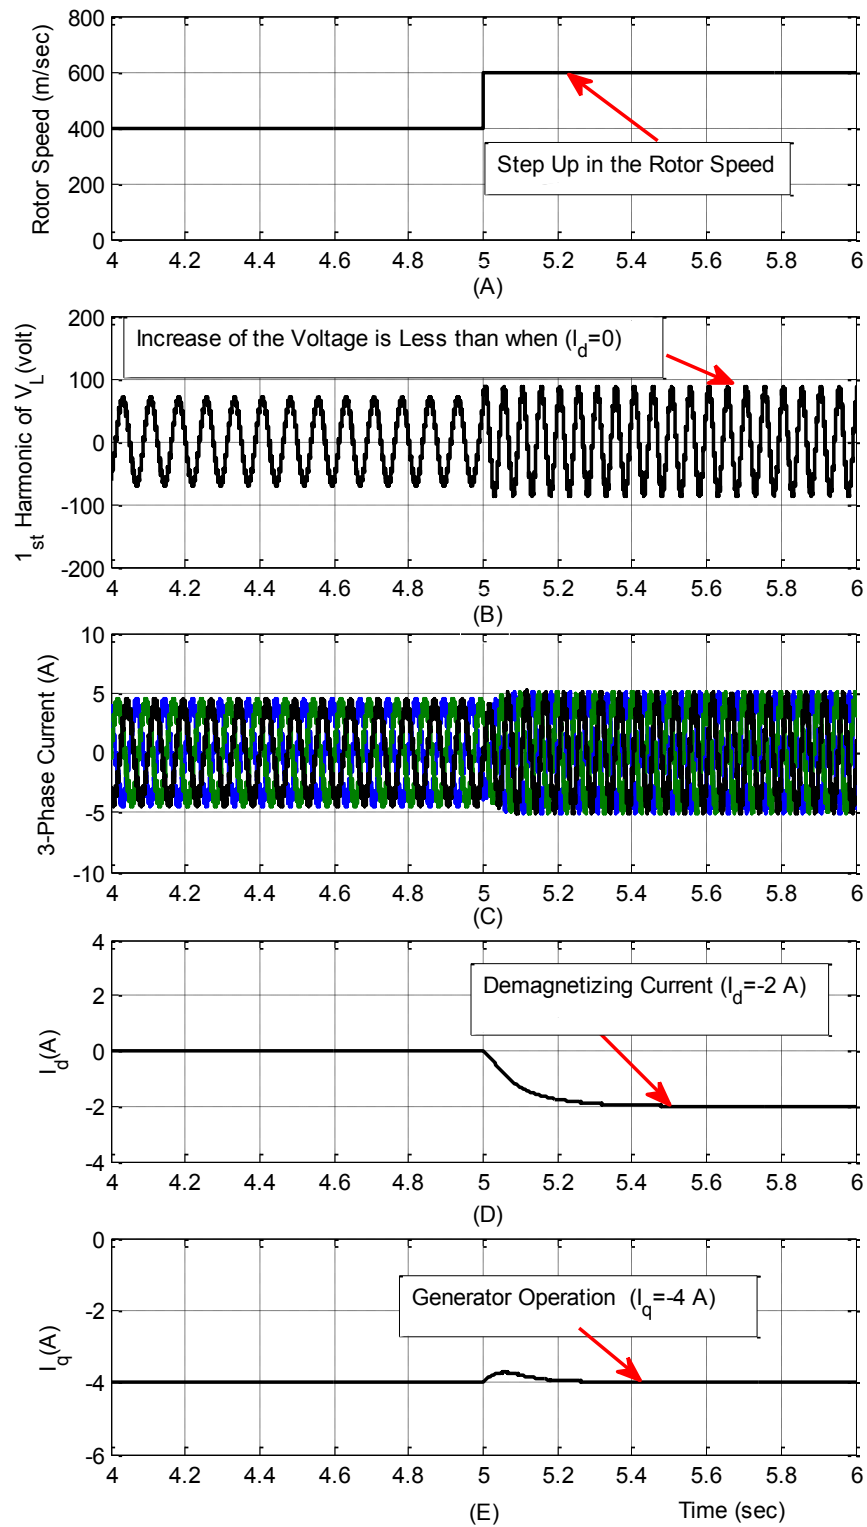 800
600
400
200
0
Rotor Speed (m/sec)
Step Up in the Rotor Speed
4 4.2 4.4 4.6 4.8 5 5.2 5.4 5.6 5.8 6
(A)
200
100
0
-100
-200
1st Harmonic of VL(volt)
Increase of the Voltage is Less than when (Id=0)
4 4.2 4.4 4.6 4.8 5 5.2 5.4 5.6 5.8 6
(B)
10
5
0
-5
-10
3-Phase Current (A)
4 4.2 4.4 4.6 4.8 5 5.2 5.4 5.6 5.8 6
(C)
4
2
0
-2
-4
Id(A)
Demagnetizing Current (Id=-2 A)
4 4.2 4.4 4.6 4.8 5 5.2 5.4 5.6 5.8 6
(D)
0
-2
-4
-6
Iq(A)
Generator Operation (Iq=-4 A)
4 4.2 4.4 4.6 4.8 5 5.2 5.4 5.6 5.8 6
(E) Time (sec)